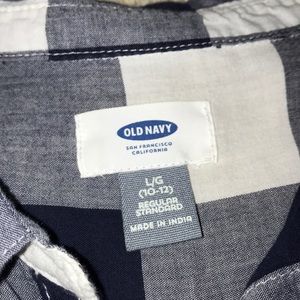 OLD NAVY
SAN FRANCISCO
CALIFORNIA
L/G
(10-12)
REGULAR
STANDARD
MADE IN INDIA